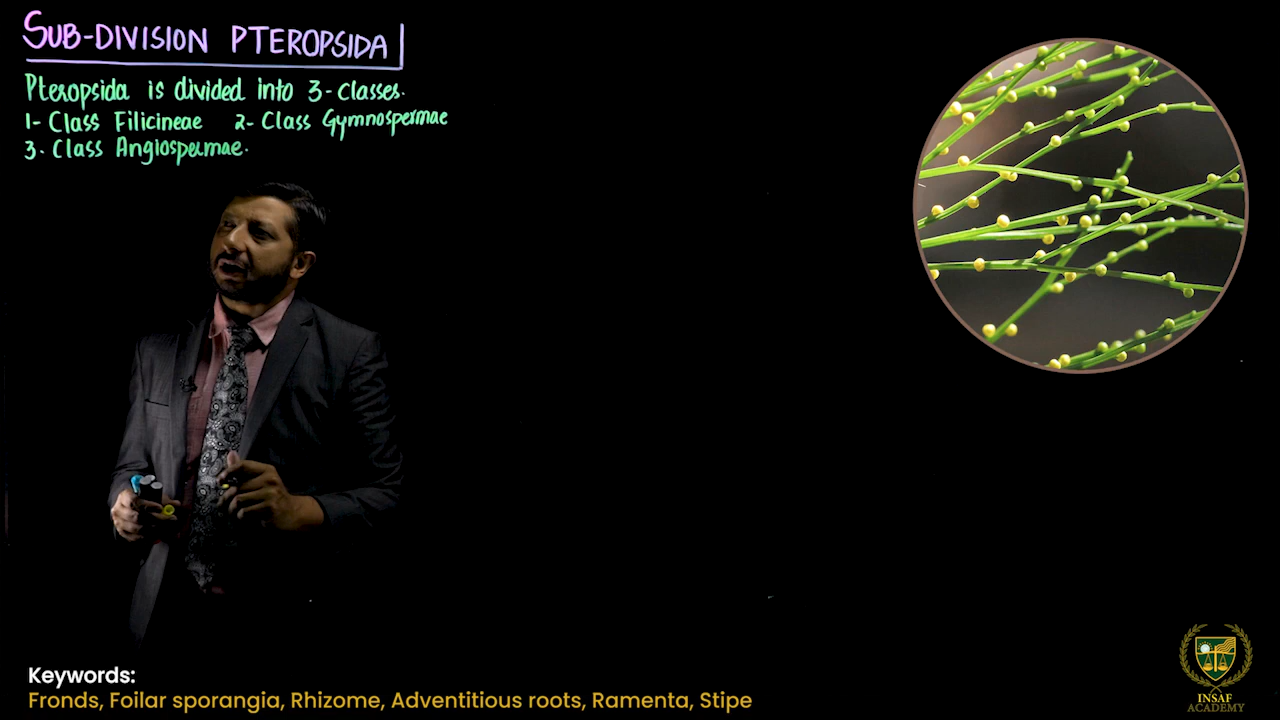 SUB-DIVISION PTEROPSIDA
Pteropsida is divided into 3-classes.
1- Class Filicineae 2- Class Gymnospermae
3. Class Angiospermae.
Keywords:
Fronds, Foilar sporangia, Rhizome, Adventitious roots, Ramenta, Stipe
INSAF
ACADEMY